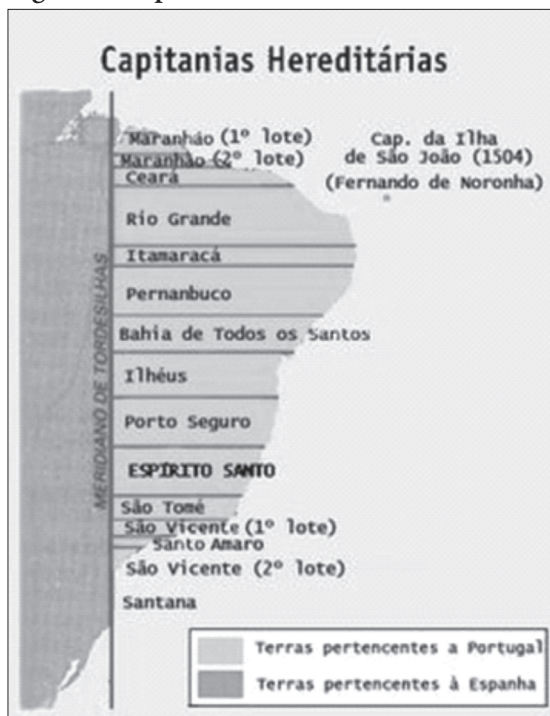 Capitanias Hereditárias
Maranhão (1º lote)
Maranhão (2º lote)
Ceará
Cap. da Ilha
de São João (1504)
(Fernando de Noronha)
Rio Grande
Itamaracá
Pernambuco
Bahia de Todos os Santos
Ilhéus
Porto Seguro
ESPÍRITO SANTO
São Tomé
São Vicente (1º lote)
Santo Amaro
São Vicente (2º lote)
Santana
MERIDIANO DE TORDESILHAS
Terras pertencentes a Portugal
Terras pertencentes à Espanha